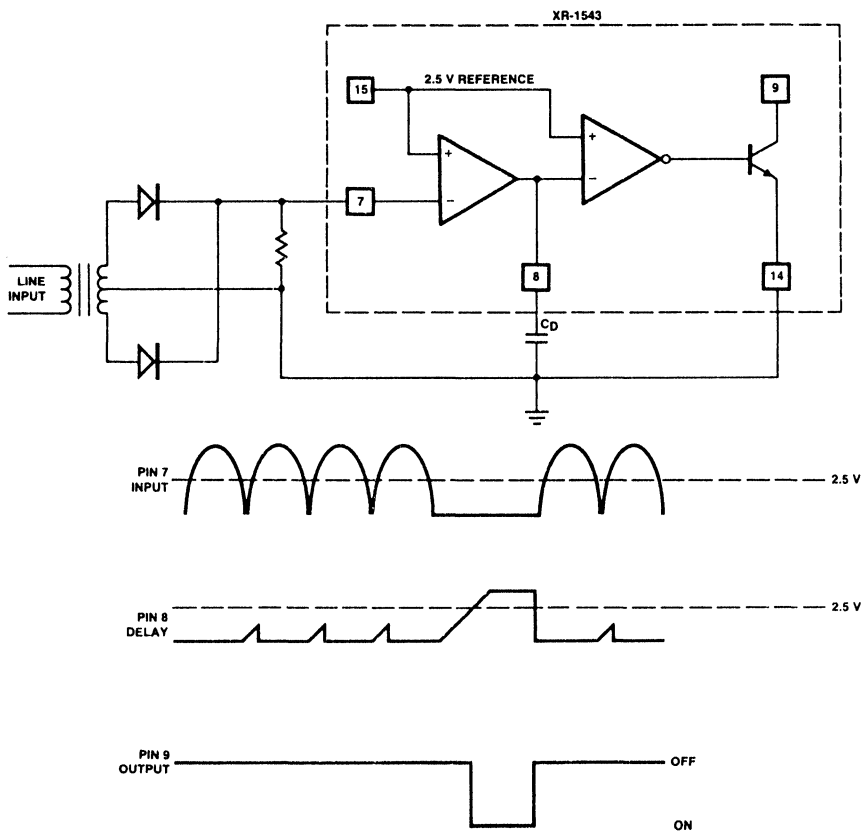 XR-1543
15
2.5 V REFERENCE
9
+
+
−
−
7
LINE
INPUT
8
14
CD
PIN 7
INPUT
2.5 V
PIN 8
DELAY
2.5 V
PIN 9
OUTPUT
OFF
ON